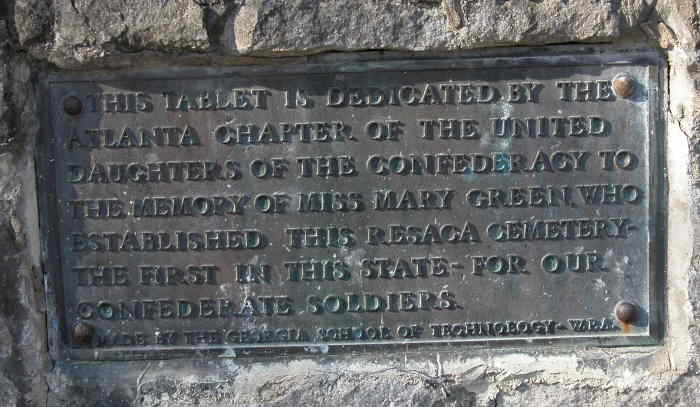 THIS TABLET IS DEDICATED BY THE
ATLANTA CHAPTER OF THE UNITED
DAUGHTERS OF THE CONFEDERACY TO
THE MEMORY OF MISS MARY GREEN, WHO
ESTABLISHED THIS RESACA CEMETERY-
THE FIRST IN THIS STATE-FOR OUR
CONFEDERATE SOLDIERS.
MADE BY THE GEORGIA SCHOOL OF TECHNOLOGY-W.P.A.